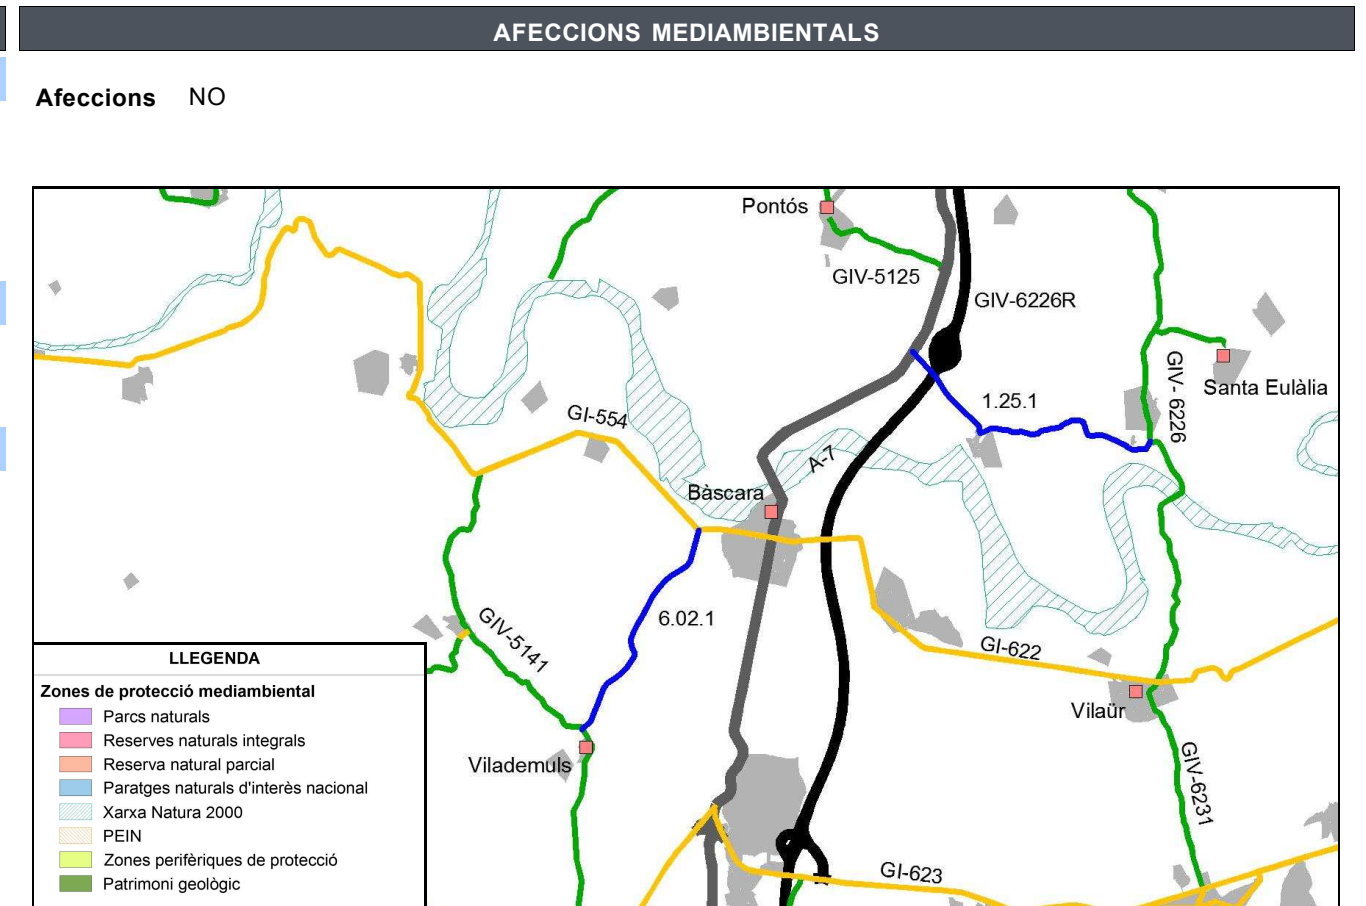 AFECCIONS MEDIAMBIENTALS
Afeccions NO
Pontós
GIV-5125
GIV-6226R
GIV- 6226
Santa Eulàlia
1.25.1
GI-554
A-7
Bàscara
6.02.1
GIV-5141
GI-622
Vilaür
Vilademuls
GIV-6231
GI-623
LLEGENDA
Zones de protecció mediambiental
Parcs naturals
Reserves naturals integrals
Reserva natural parcial
Paratges naturals d'interès nacional
Xarxa Natura 2000
PEIN
Zones perifèriques de protecció
Patrimoni geològic